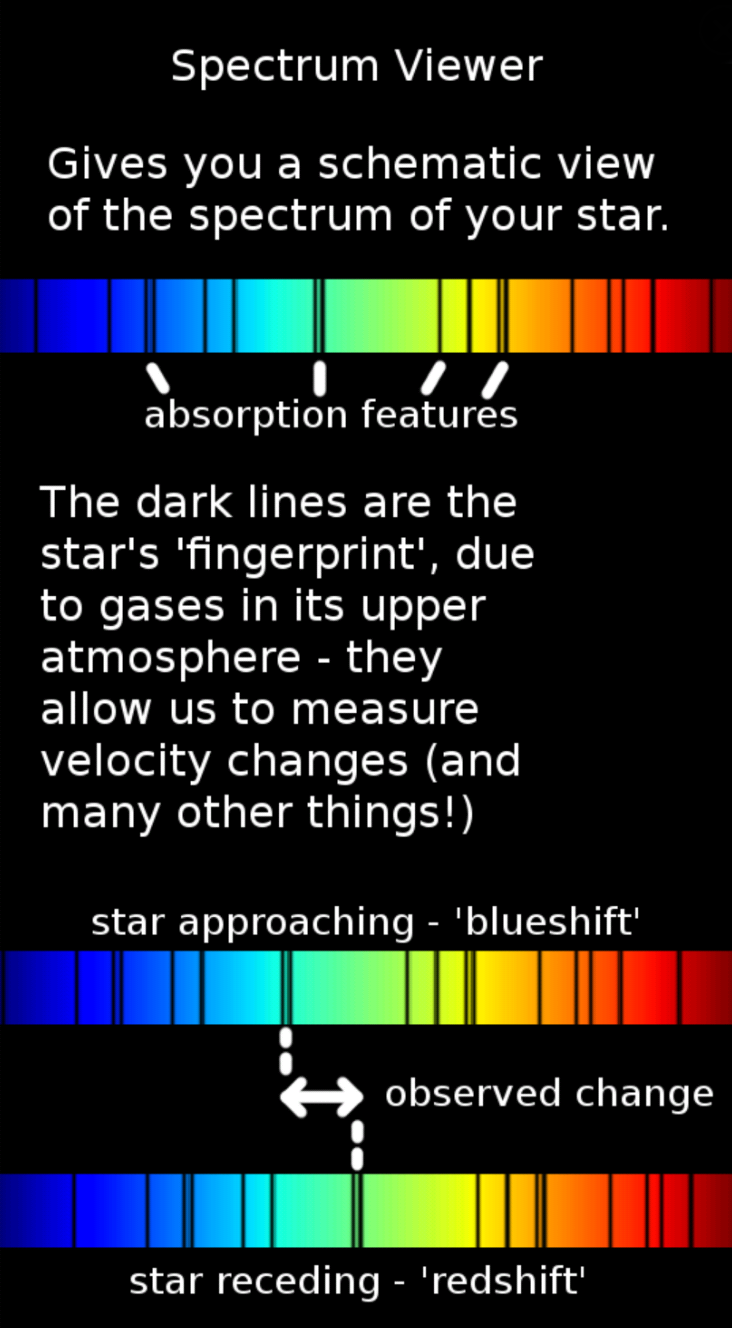 Spectrum Viewer
Gives you a schematic view
of the spectrum of your star.
absorption features
The dark lines are the
star's 'fingerprint', due
to gases in its upper
atmosphere - they
allow us to measure
velocity changes (and
many other things!)
star approaching - 'blueshift'
observed change
star receding - 'redshift'